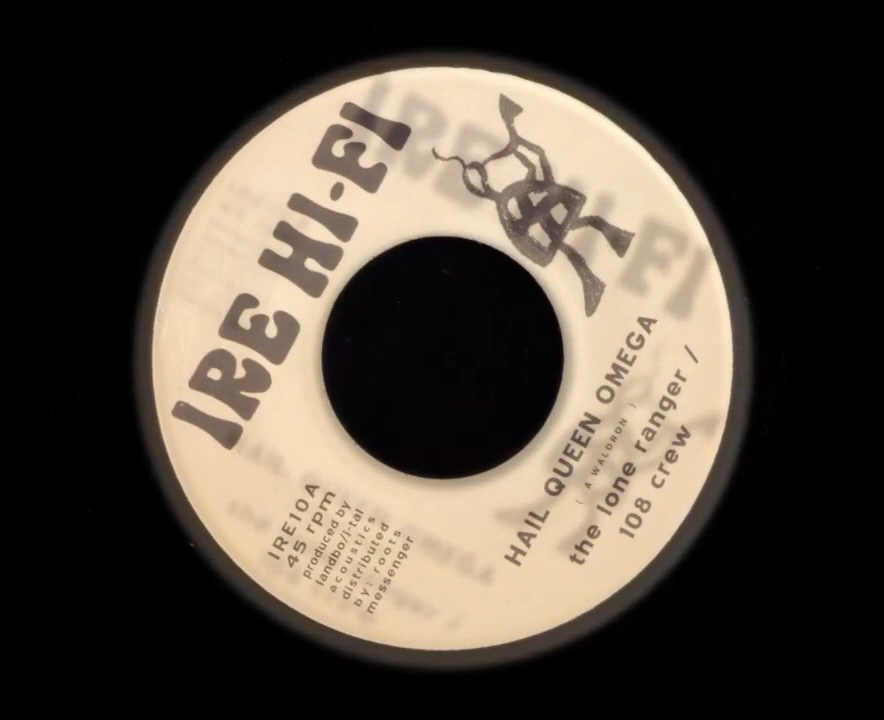 IRE HI-FI
HAIL QUEEN OMEGA
( A WALDRON )
the lone ranger /
108 crew
IRE10A
45 rpm
produced by
landbo/i-tal
acoustics
distributed
by: roots
messenger